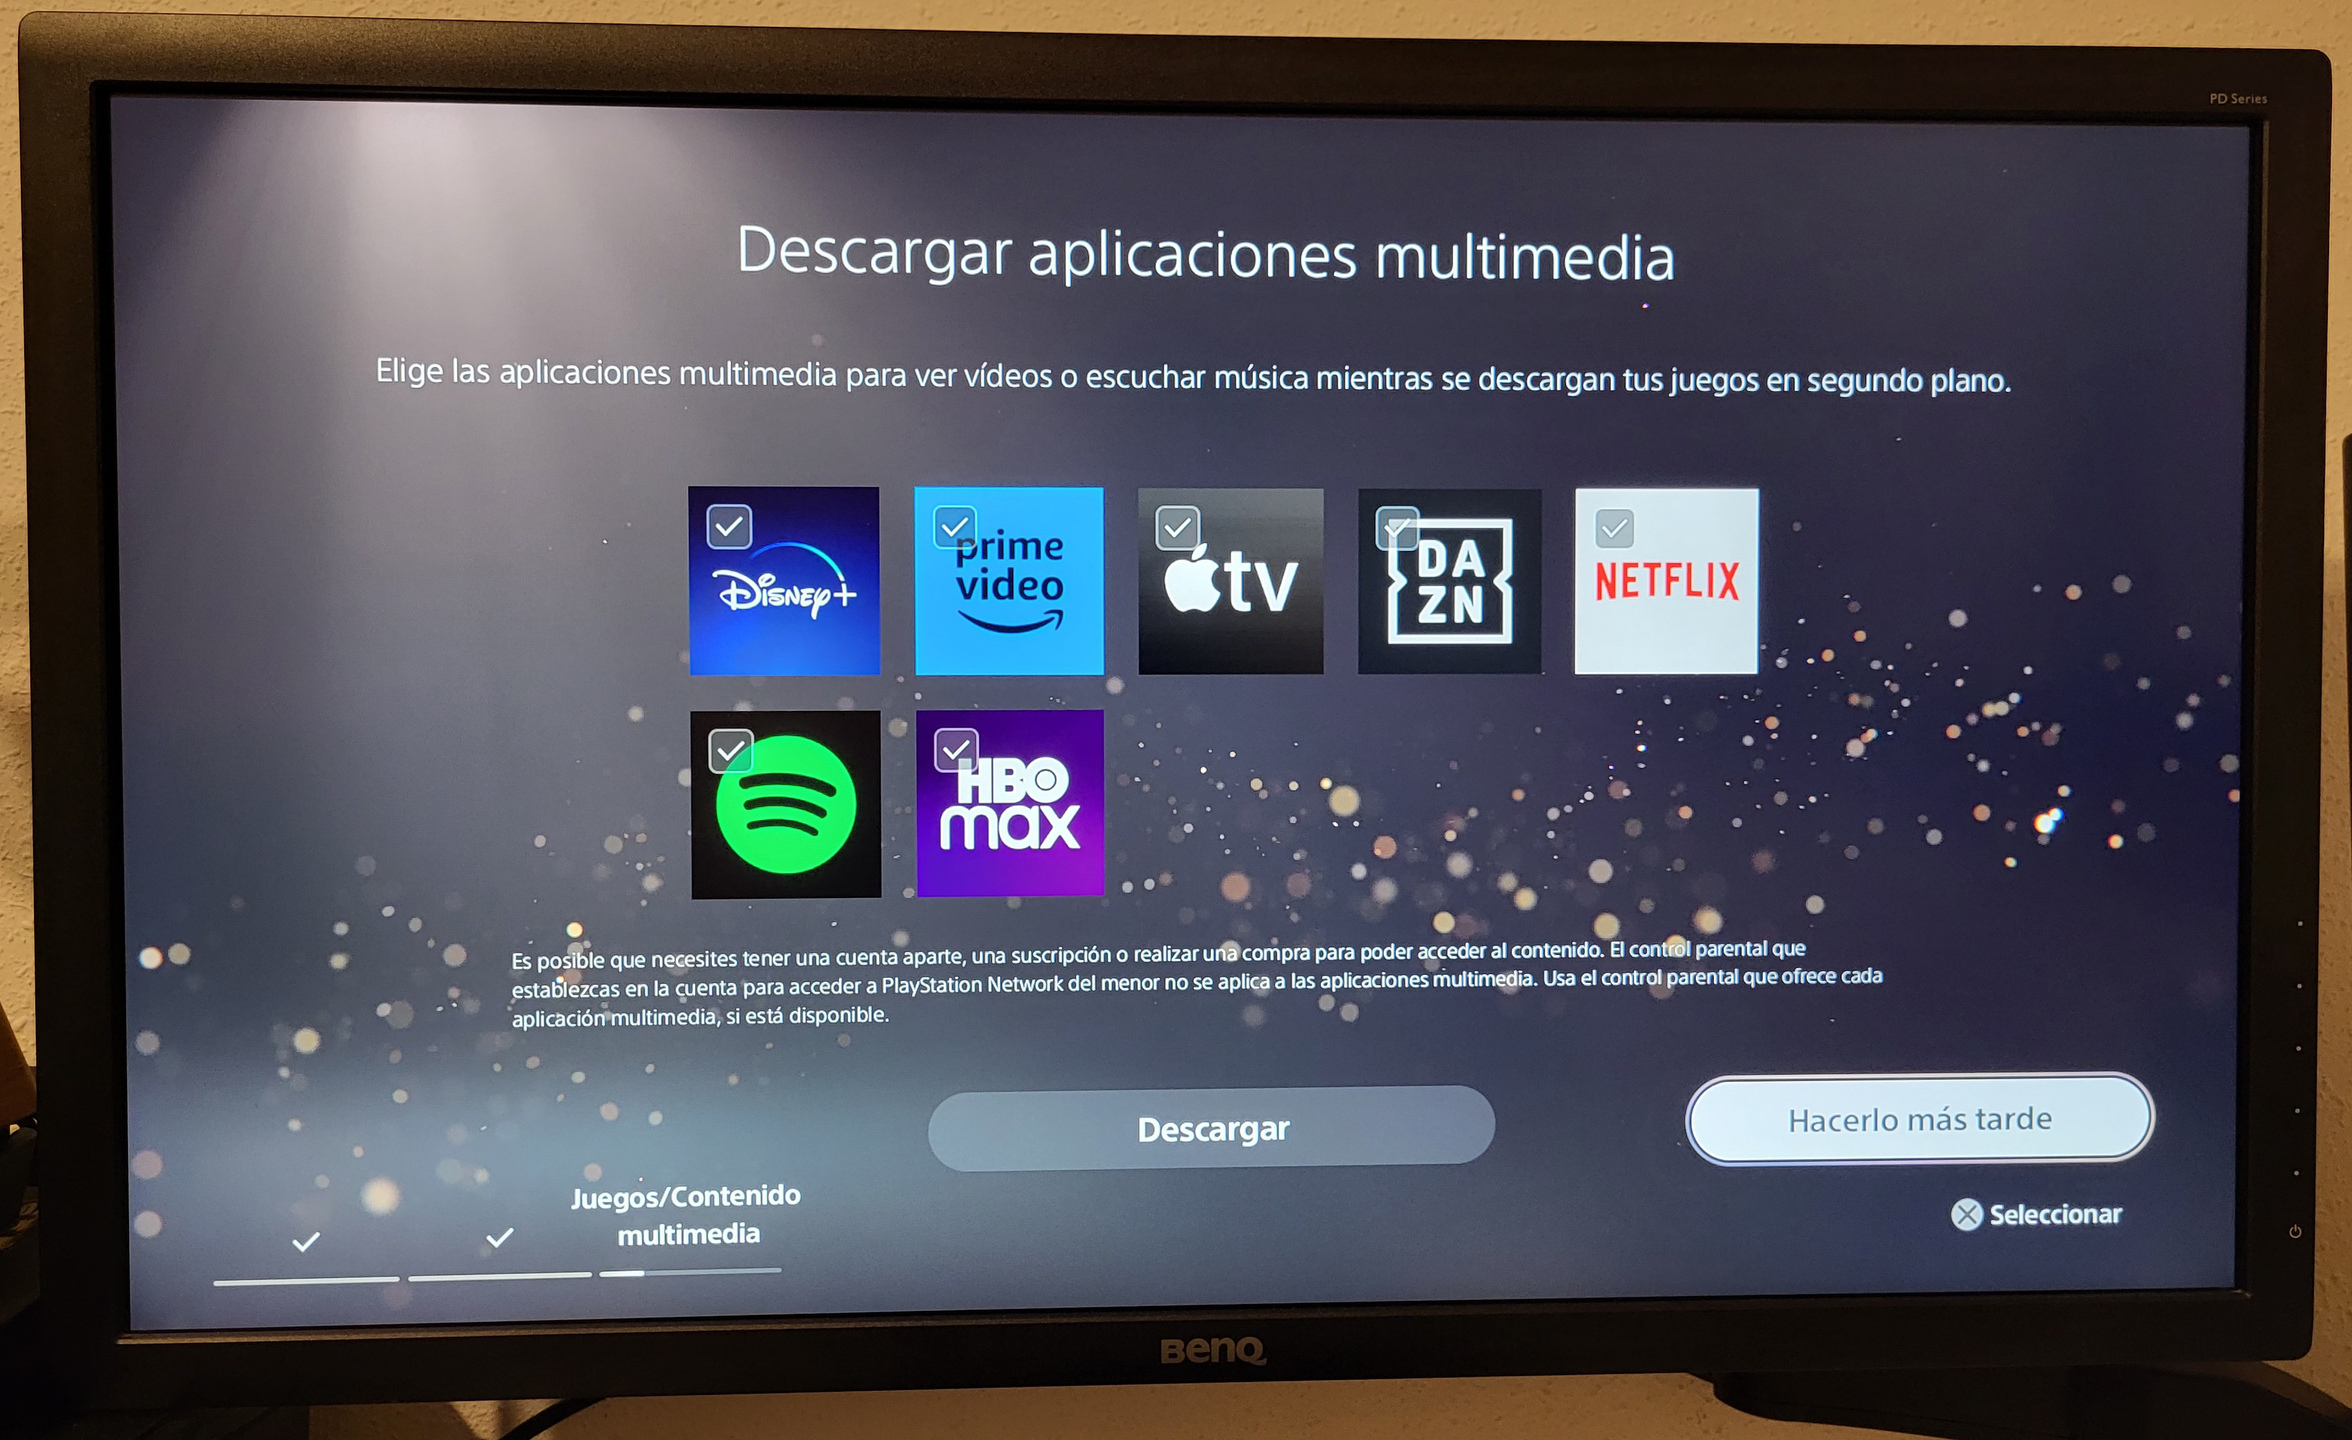 PD Series
Descargar aplicaciones multimedia
Elige las aplicaciones multimedia para ver vídeos o escuchar música mientras se descargan tus juegos en segundo plano.
Disney+
prime
video
tv
DA
ZN
NETFLIX
HBO
max
Es posible que necesites tener una cuenta aparte, una suscripción o realizar una compra para poder acceder al contenido. El control parental que
establezcas en la cuenta para acceder a PlayStation Network del menor no se aplica a las aplicaciones multimedia. Usa el control parental que ofrece cada
aplicación multimedia, si está disponible.
Descargar
Hacerlo más tarde
Juegos/Contenido
multimedia
Seleccionar
BenQ